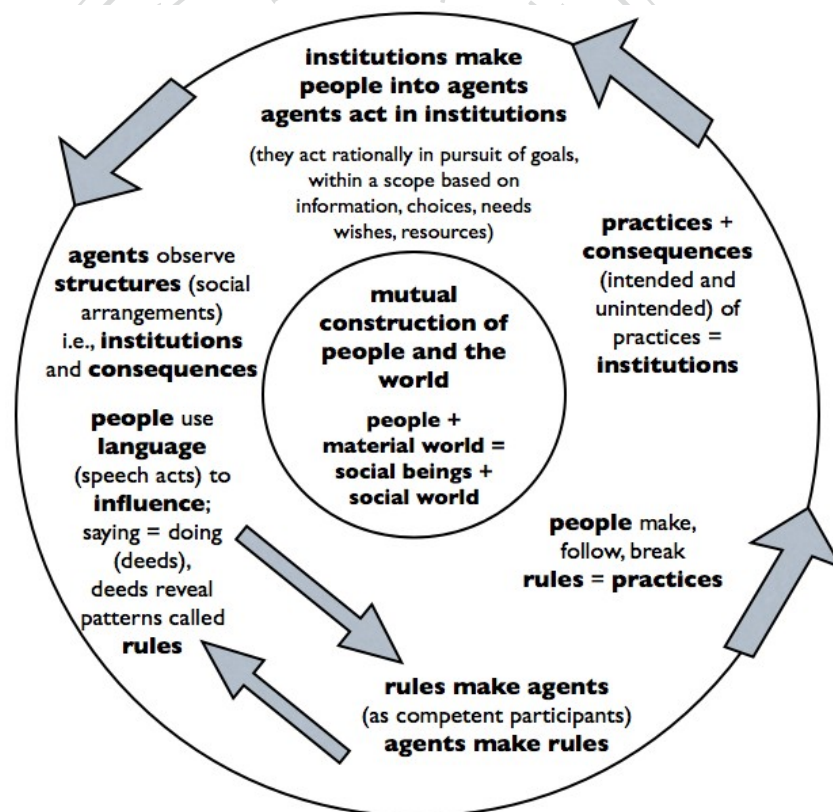 institutions make
people into agents
agents act in institutions
(they act rationally in pursuit of goals,
within a scope based on
information, choices, needs
wishes, resources)
agents observe
structures (social
arrangements)
i.e., institutions
and consequences
people use
language
(speech acts) to
influence;
saying = doing
(deeds),
deeds reveal
patterns called
rules
mutual
construction of
people and the
world
people +
material world =
social beings +
social world
rules make agents
(as competent participants)
agents make rules
people make,
follow, break
rules = practices
practices +
consequences
(intended and
unintended) of
practices =
institutions